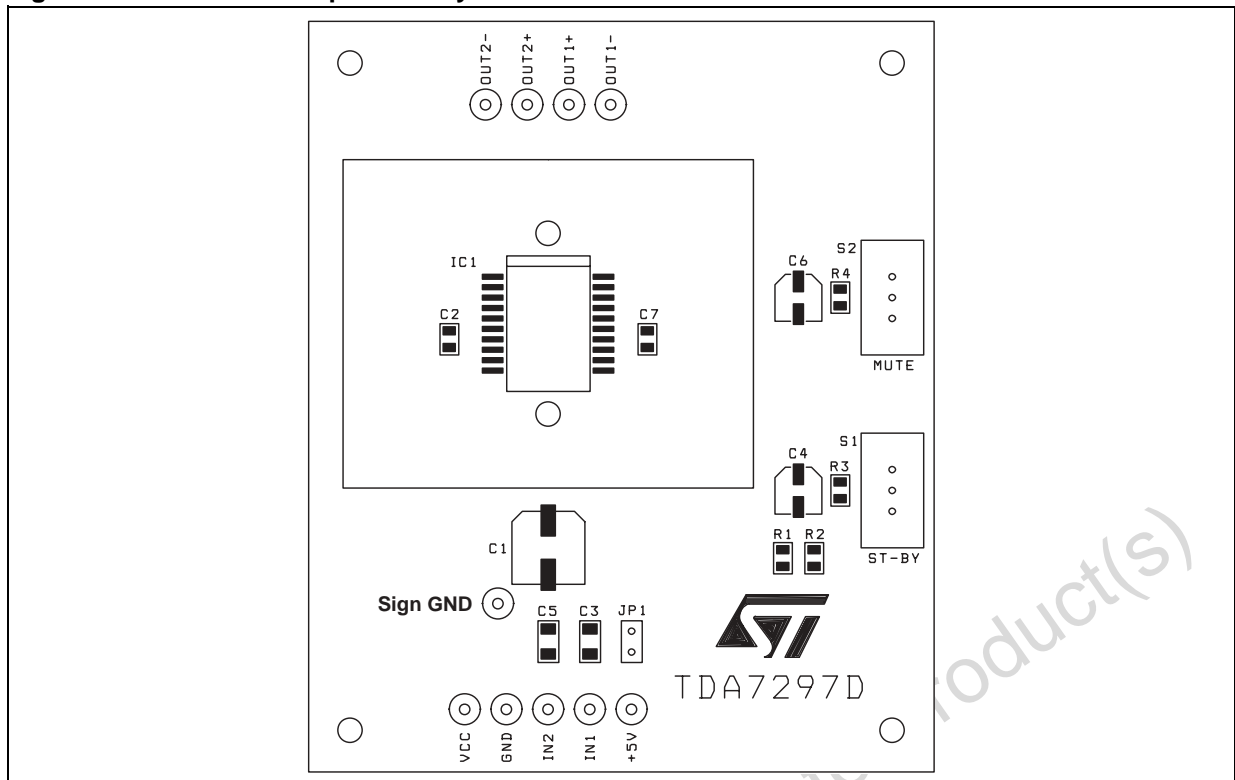 OUT2-
OUT2+
OUT1+
OUT1-
IC1
C2
C7
C6
R4
S2
MUTE
C4
R3
S1
R1
R2
ST-BY
C1
Sign GND
C5
C3
JP1
ST
TDA7297D
VCC
GND
IN2
IN1
+5V